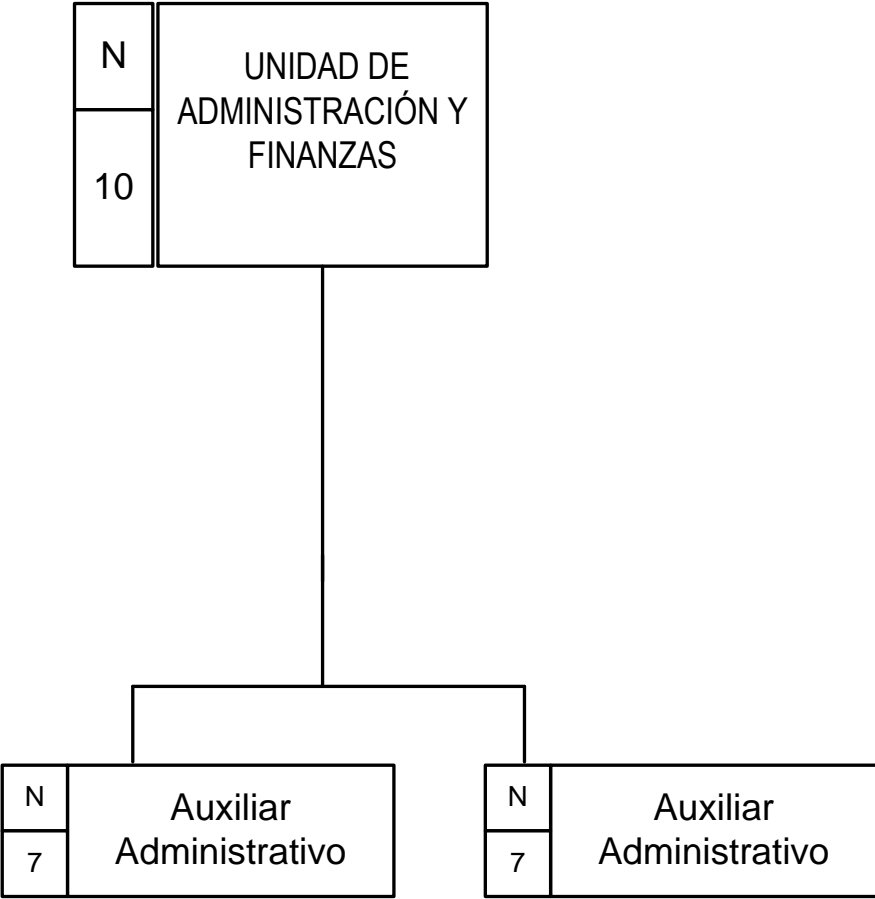 N
10
UNIDAD DE
ADMINISTRACIÓN Y
FINANZAS
N
7
Auxiliar
Administrativo
N
7
Auxiliar
Administrativo